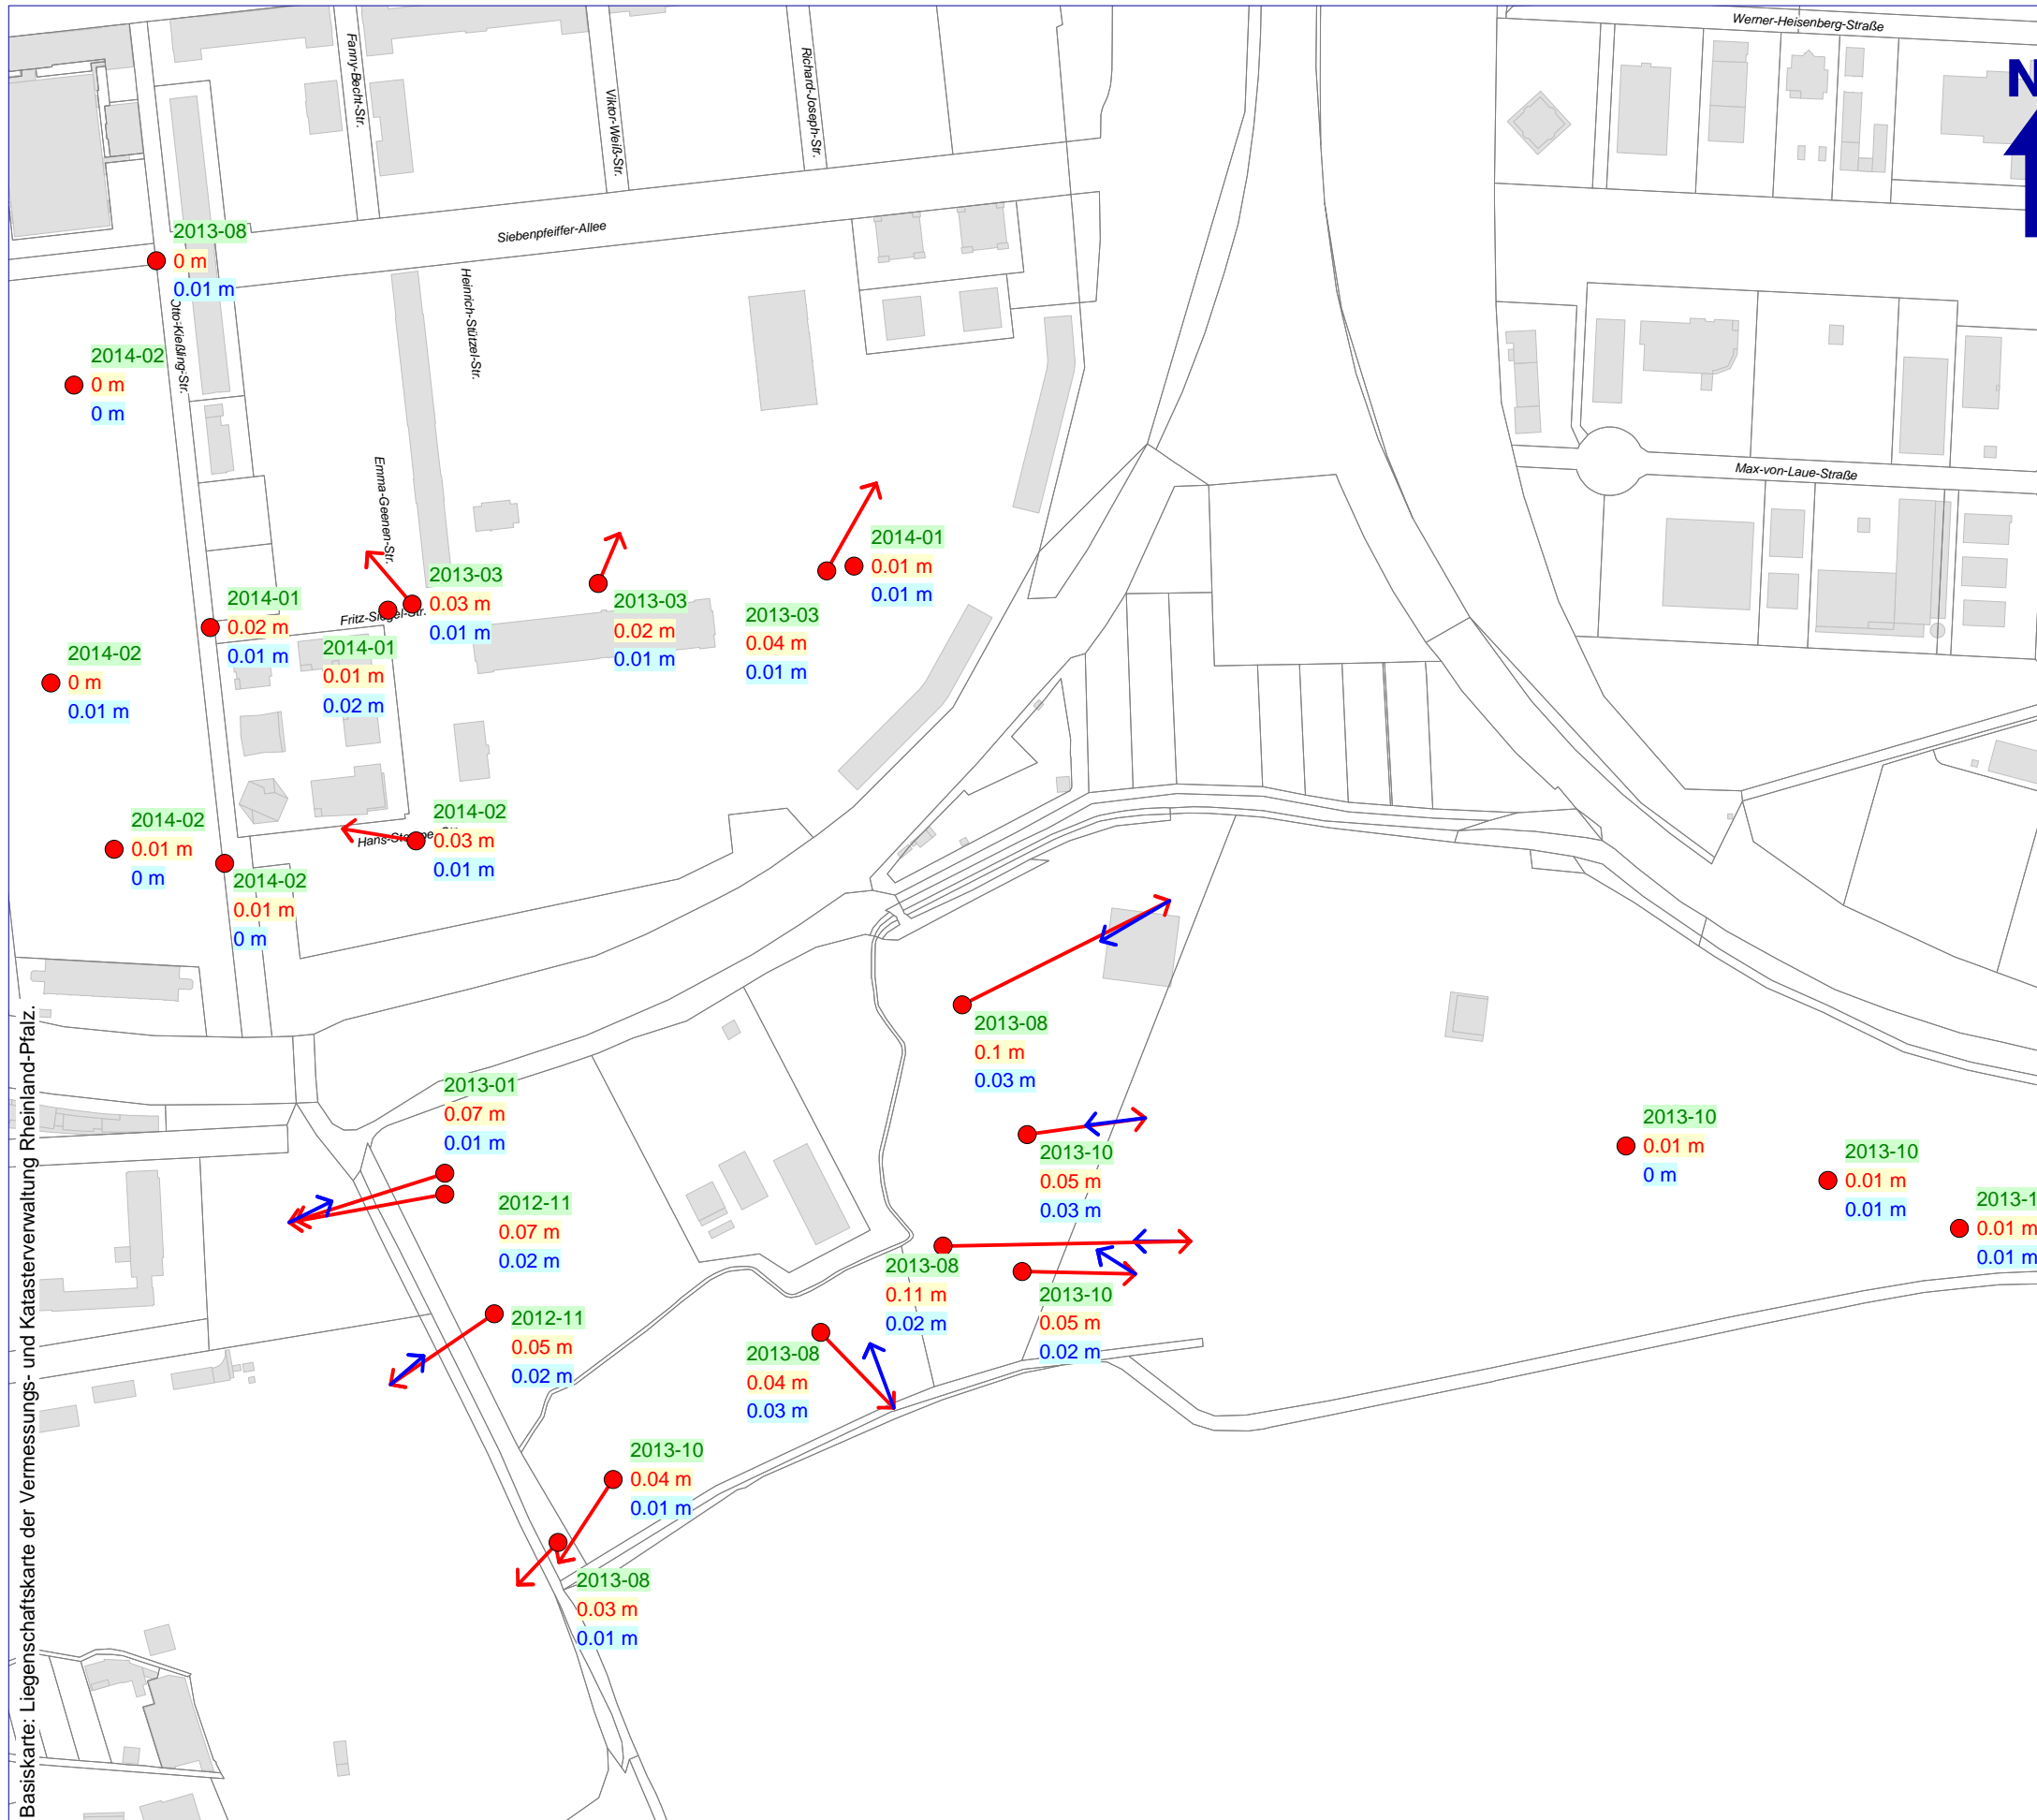 Werner-Heisenberg-Straße
Fanny-Becht-Str.
Viktor-Weiß-Str.
Richard-Joseph-Str.
N
Siebenpfeiffer-Allee
2013-08
0 m
0.01 m
Otto-Kießling-Str.
Heinrich-Stützel-Str.
2014-02
0 m
0 m
Emma-Geenen-Str.
Max-von-Laue-Straße
2014-01
0.01 m
0.01 m
2013-03
0.03 m
0.01 m
2014-01
0.02 m
0.01 m
2013-03
0.02 m
0.01 m
2013-03
0.04 m
0.01 m
Fritz-Siegel-Str.
2014-01
0.01 m
0.02 m
2014-02
0 m
0.01 m
2014-02
0.01 m
0 m
2014-02
0.03 m
0.01 m
2014-02
0.01 m
0 m
2013-08
0.1 m
0.03 m
2013-01
0.07 m
0.01 m
2013-10
0.05 m
0.03 m
2013-10
0.01 m
0 m
2013-10
0.01 m
0.01 m
2013-1
0.01 m
0.01 m
2012-11
0.07 m
0.02 m
2013-08
0.11 m
0.02 m
2013-10
0.05 m
0.02 m
2012-11
0.05 m
0.02 m
2013-08
0.04 m
0.03 m
2013-10
0.04 m
0.01 m
2013-08
0.03 m
0.01 m
Basiskarte: Liegenschaftskarte der Vermessungs- und Katasterverwaltung Rheinland-Pfalz.